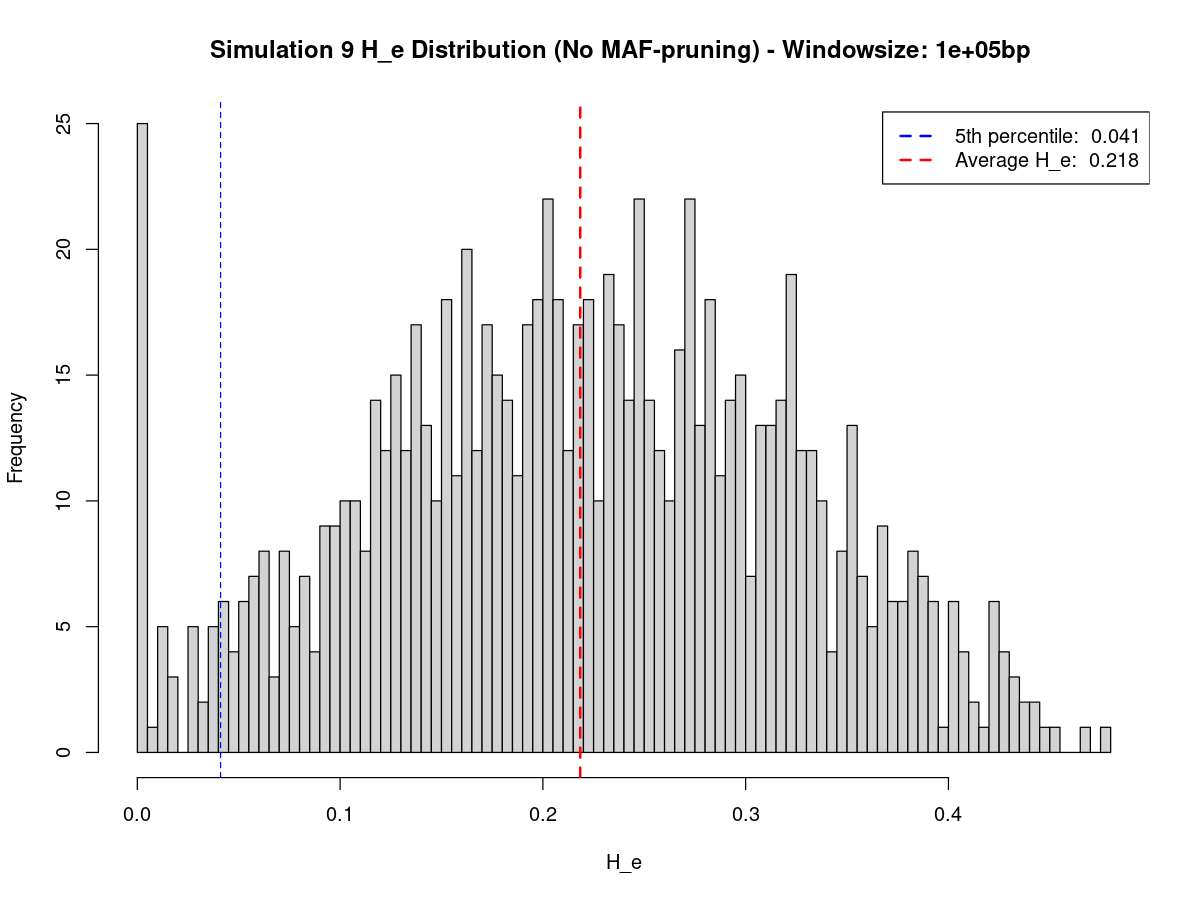 Simulation 9 H_e Distribution (No MAF-pruning) - Windowsize: 1e+05bp
5th percentile:  0.041
Average H_e:  0.218
Frequency
25
20
15
10
5
0
0.0 0.1 0.2 0.3 0.4
H_e